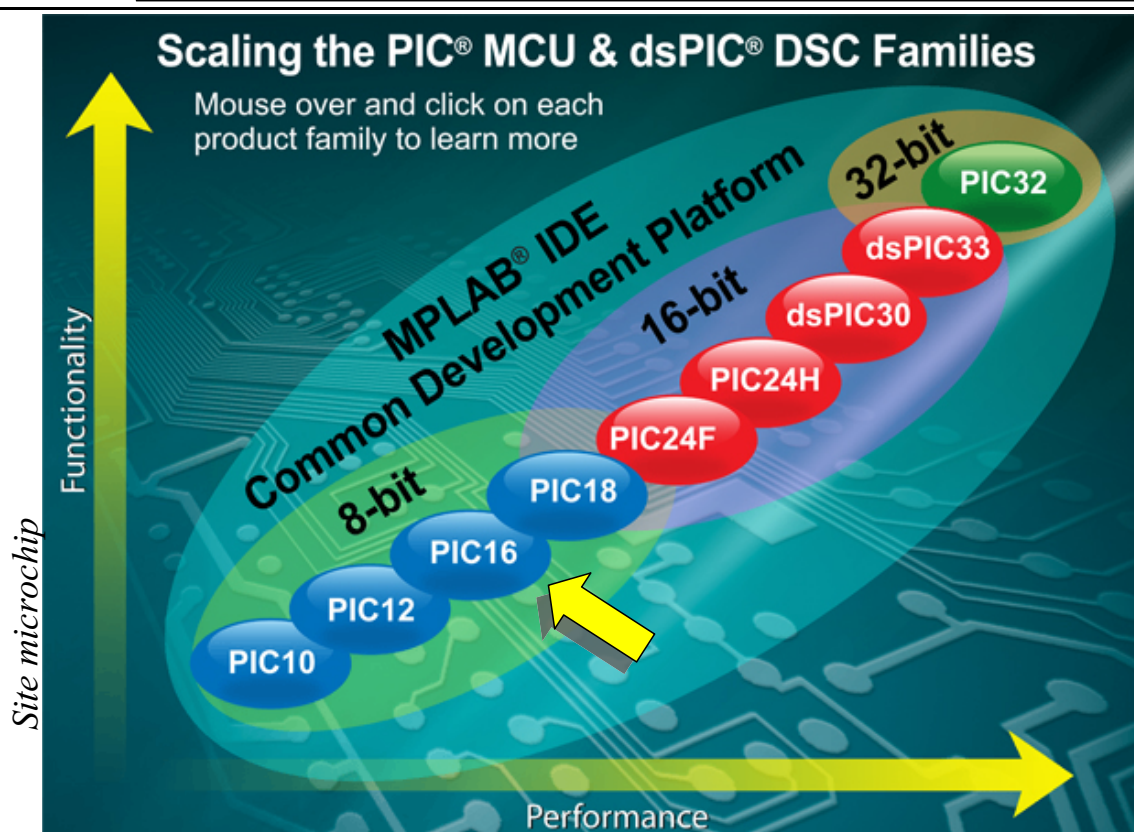 Scaling the PIC® MCU & dsPIC® DSC Families
Mouse over and click on each
product family to learn more
32-bit
PIC32
MPLAB® IDE
Common Development Platform
dsPIC33
16-bit
dsPIC30
PIC24H
PIC24F
8-bit
PIC18
PIC16
PIC12
PIC10
Functionality
Performance
Site microchip